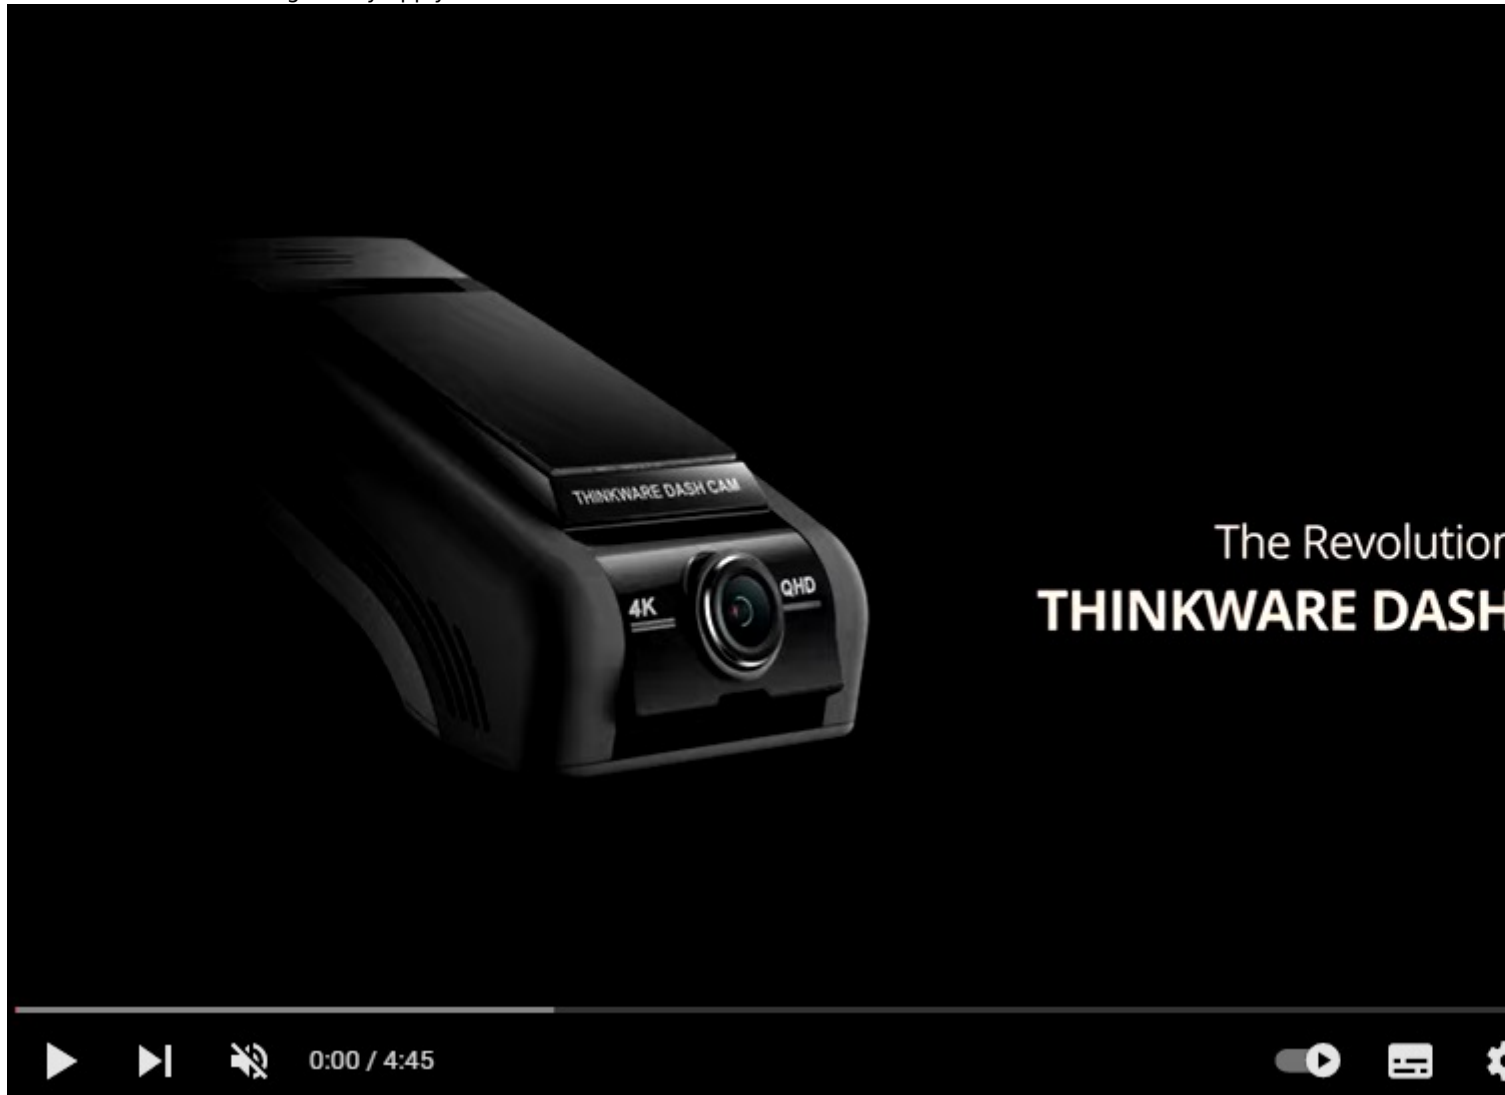 THINKWARE DASH CAM
4K
QHD
The Revolution
THINKWARE DASH
0:00 / 4:45